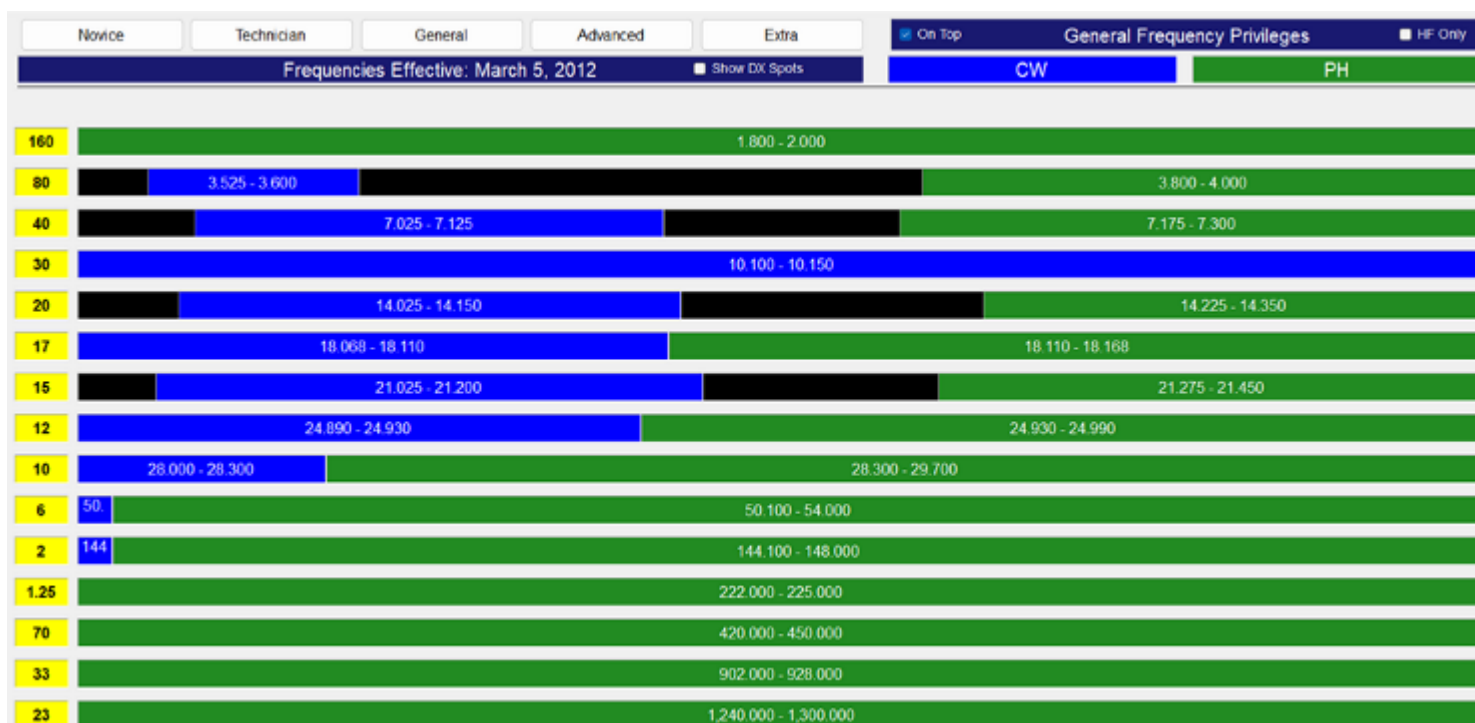 Novice Technician General Advanced Extra On Top General Frequency Privileges HF Only
Frequencies Effective: March 5, 2012 Show DX Spots CW PH
160 1.800 - 2.000
80 3.525 - 3.600 3.800 - 4.000
40 7.025 - 7.125 7.175 - 7.300
30 10.100 - 10.150
20 14.025 - 14.150 14.225 - 14.350
17 18.068 - 18.110 18.110 - 18.168
15 21.025 - 21.200 21.275 - 21.450
12 24.890 - 24.930 24.930 - 24.990
10 28.000 - 28.300 28.300 - 29.700
6 50. 50.100 - 54.000
2 144 144.100 - 148.000
1.25 222.000 - 225.000
70 420.000 - 450.000
33 902.000 - 928.000
23 1,240.000 - 1,300.000